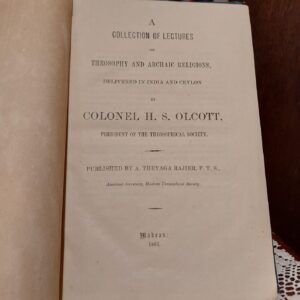 A
COLLECTION OF LECTURES
ON
THEOSOPHY AND ARCHAIC RELIGIONS,
DELIVERED IN INDIA AND CEYLON
BY
COLONEL H. S. OLCOTT,
PRESIDENT OF THE THEOSOPHICAL SOCIETY.
PUBLISHED BY A. THEYAGA RAJIER, F. T. S.,
Assistant Secretary, Madras Theosophical Society.
Madras:
1883.